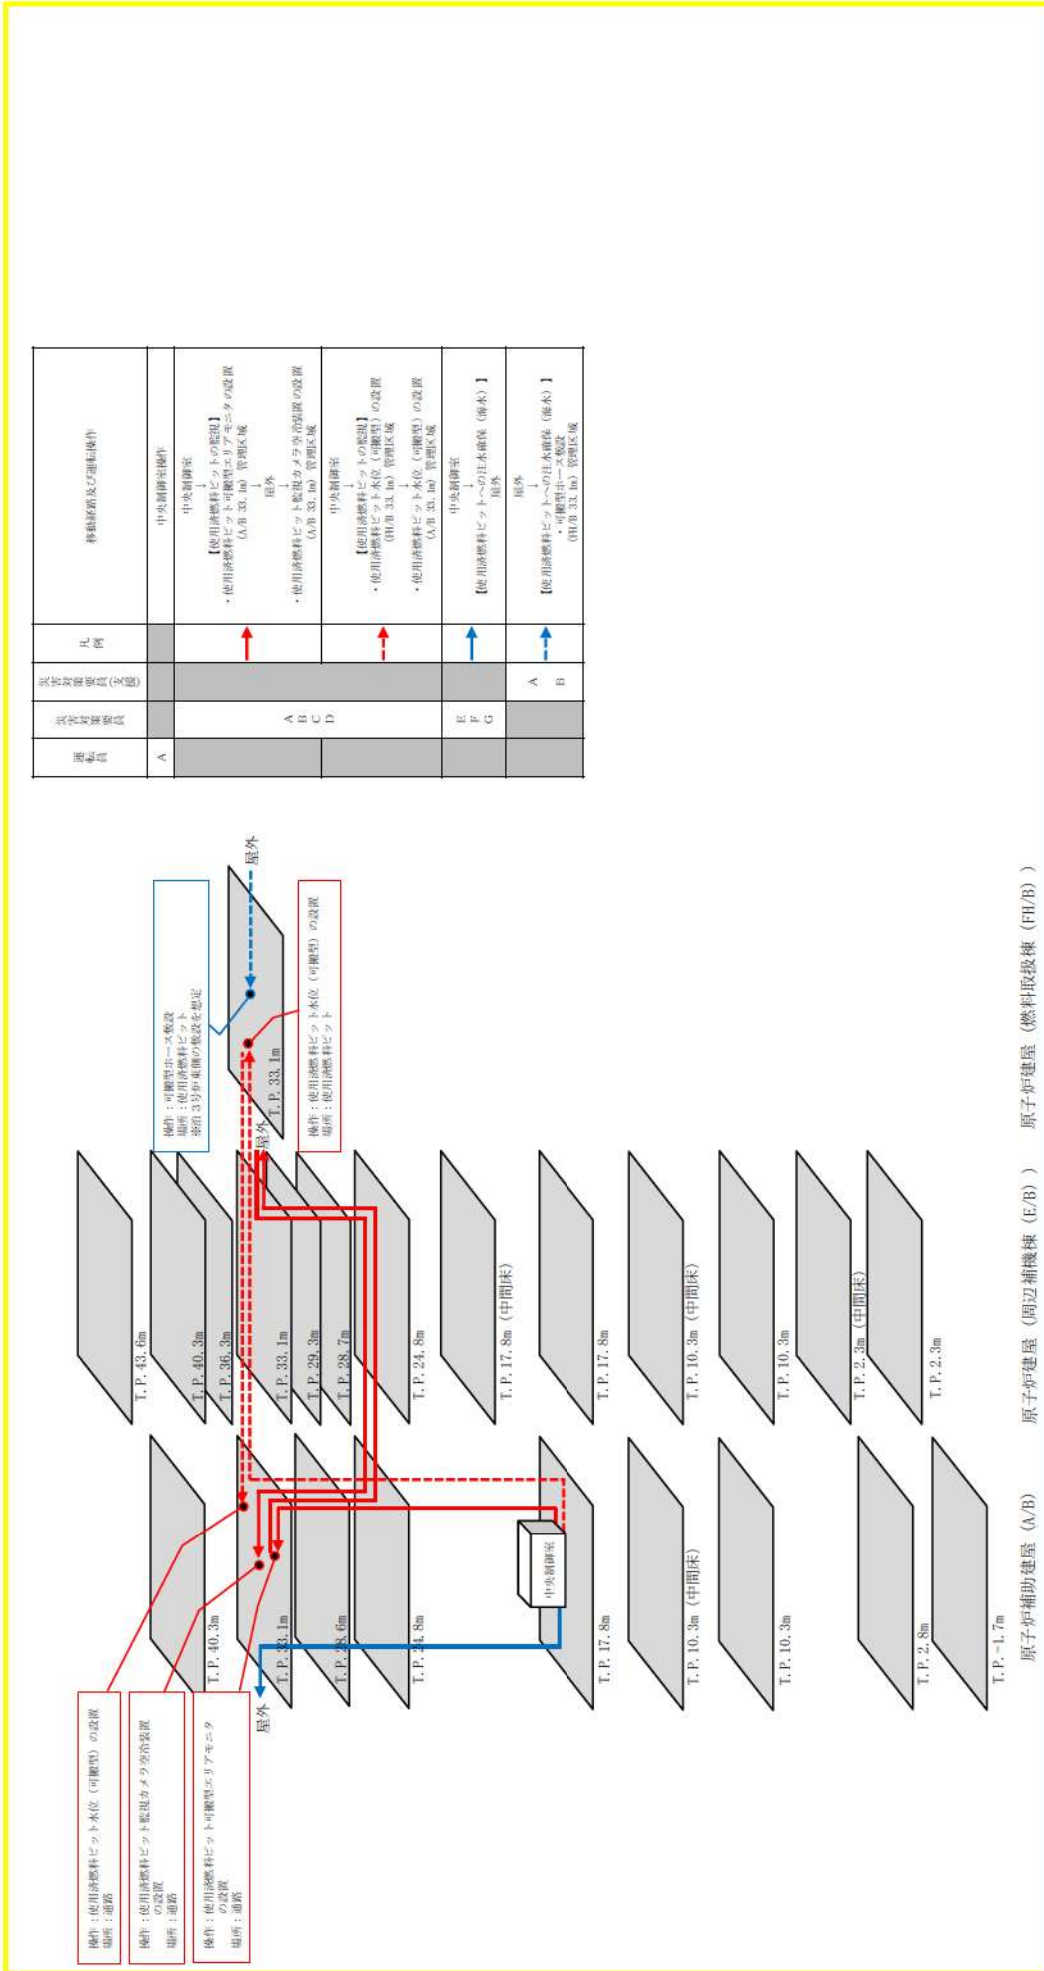 操作：使用済燃料ピット水位（可搬型）の設置
場所：通路
操作：使用済燃料ピット監視カメラ空冷装置
の設置
場所：通路
操作：使用済燃料ピット可搬型エリアモニタ
の設置
場所：通路
屋外
T.P.40.3m
T.P.33.1m
T.P.28.6m
T.P.24.8m
中央制御室
T.P.17.8m
T.P.10.3m（中間床）
T.P.10.3m
T.P.2.8m
T.P.-1.7m
原子炉補助建屋（A/B）
T.P.43.6m
T.P.40.3m
T.P.36.3m
T.P.33.1m
T.P.29.3m
T.P.28.7m
T.P.24.8m
T.P.17.8m（中間床）
T.P.17.8m
T.P.10.3m（中間床）
T.P.10.3m
T.P.2.3m（中間床）
T.P.2.3m
屋外
原子炉建屋（周辺補機棟（E/B））
操作：可搬型ホース敷設
場所：使用済燃料ピット
※泊3号炉東側の敷設を想定
T.P.33.1m
屋外
操作：使用済燃料ピット水位（可搬型）の設置
場所：使用済燃料ピット
原子炉建屋（燃料取扱棟（FH/B））
運転員
災害対策要員
災害対策要員（支援）
凡例
移動経路及び運転操作
A
中央制御室操作
A
B
C
D
中央制御室
↓
【使用済燃料ピットの監視】
・使用済燃料ピット可搬型エリアモニタの設置
(A/B 33.1m) 管理区域
↓
屋外
↓
・使用済燃料ピット監視カメラ空冷装置の設置
(A/B 33.1m) 管理区域
中央制御室
↓
【使用済燃料ピットの監視】
・使用済燃料ピット水位（可搬型）の設置
(FH/B 33.1m) 管理区域
↓
・使用済燃料ピット水位（可搬型）の設置
(A/B 33.1m) 管理区域
E
F
G
中央制御室
↓
【使用済燃料ピットへの注水確保（海水）】
屋外
A
B
屋外
↓
【使用済燃料ピットへの注水確保（海水）】
・可搬型ホース敷設
(FH/B 33.1m) 管理区域